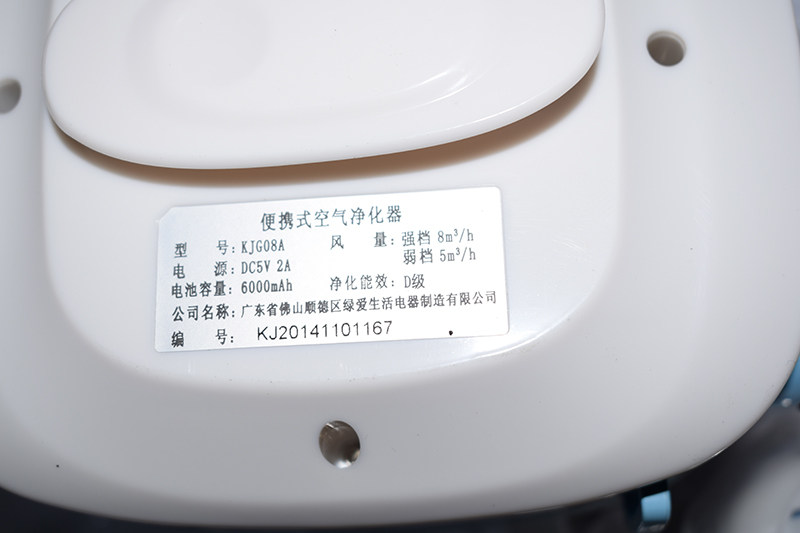 便携式空气净化器
型 号：KJG08A 风 量：强档 8m³/h
弱档 5m³/h
电 源：DC5V 2A
电池容量：6000mAh 净化能效：D级
公司名称：广东省佛山顺德区绿爱生活电器制造有限公司
编 号： KJ20141101167